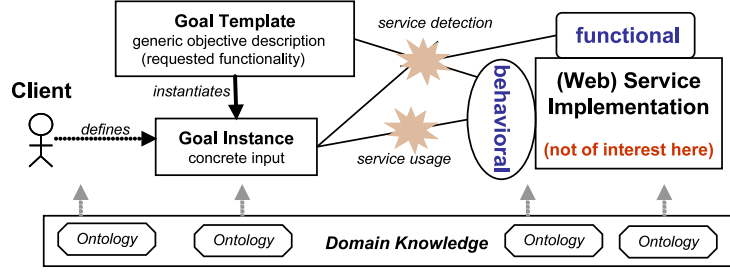 Goal Template
generic objective description
(requested functionality)
service detection
functional
instantiates
Client
defines
Goal Instance
concrete input
service usage
behavioral
(Web) Service
Implementation
(not of interest here)
Ontology
Ontology
Domain Knowledge
Ontology
Ontology